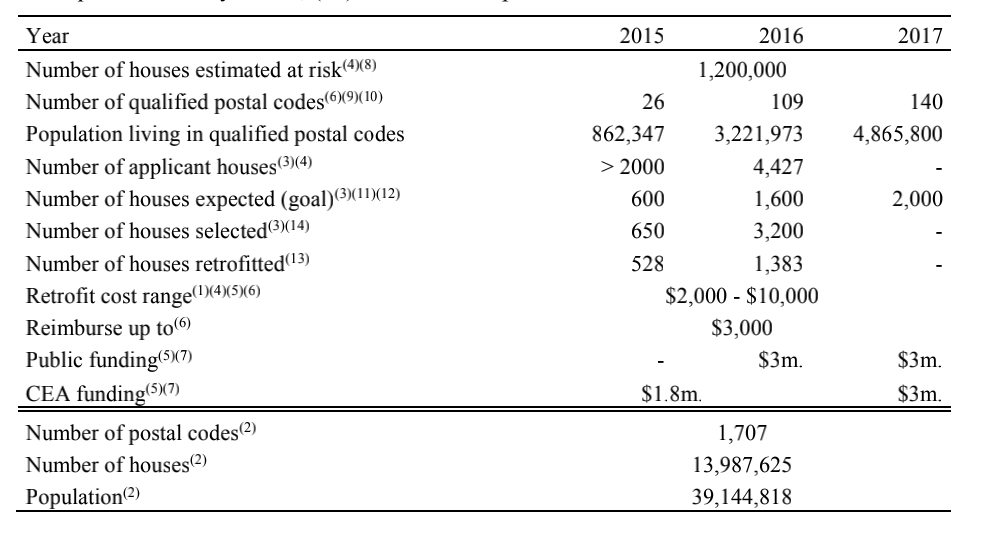 Year 2015 2016 2017
Number of houses estimated at risk(4)(8) 1,200,000
Number of qualified postal codes(6)(9)(10) 26 109 140
Population living in qualified postal codes 862,347 3,221,973 4,865,800
Number of applicant houses(3)(4) > 2000 4,427 -
Number of houses expected (goal)(3)(11)(12) 600 1,600 2,000
Number of houses selected(3)(14) 650 3,200 -
Number of houses retrofitted(13) 528 1,383 -
Retrofit cost range(1)(4)(5)(6) $2,000 - $10,000
Reimburse up to(6) $3,000
Public funding(5)(7) - $3m. $3m.
CEA funding(5)(7) $1.8m. $3m.
Number of postal codes(2) 1,707
Number of houses(2) 13,987,625
Population(2) 39,144,818